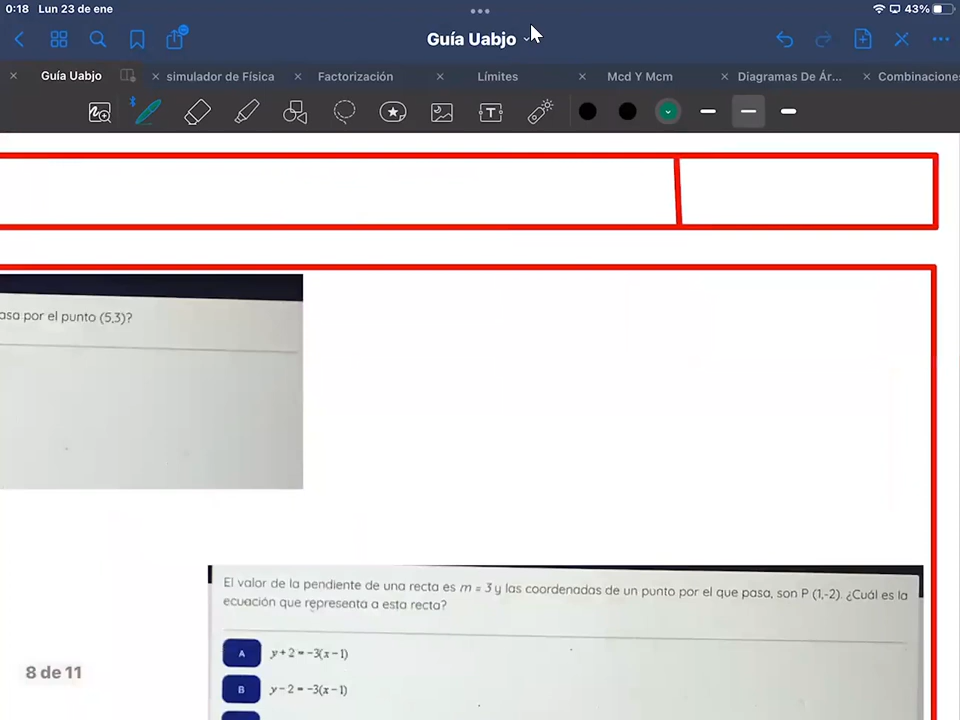 0:18 Lun 23 de ene
43%
Guía Uabjo
Guía Uabjo
simulador de Física
Factorización
Límites
Mcd Y Mcm
Diagramas De Ár...
Combinaciones
asa por el punto (5,3)?
El valor de la pendiente de una recta es m = 3 y las coordenadas de un punto por el que pasa, son P (1,-2). ¿Cuál es la
ecuación que representa a esta recta?
A y+2=-3(x-1)
B y-2=-3(x-1)
8 de 11